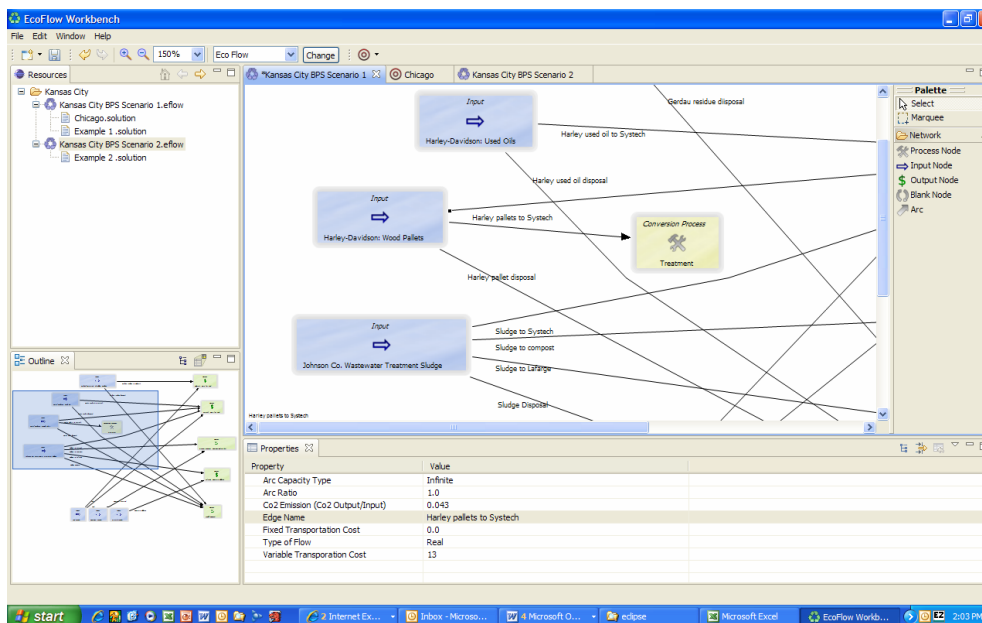 EcoFlow Workbench
File Edit Window Help
150%
Eco Flow
Change
Resources
Kansas City
Kansas City BPS Scenario 1.eflow
Chicago.solution
Example 1 .solution
Kansas City BPS Scenario 2.eflow
Example 2 .solution
*Kansas City BPS Scenario 1
Chicago
Kansas City BPS Scenario 2
Input
Harley-Davidson: Used Oils
Gerdau residue disposal
Harley used oil to Systech
Harley used oil disposal
Input
Harley-Davidson: Wood Pallets
Harley pallets to Systech
Conversion Process
Treatment
Harley pallet disposal
Input
Johnson Co. Wastewater Treatment Sludge
Sludge to Systech
Sludge to compost
Sludge to Lafarge
Sludge Disposal
Harley pallets to Systech
Palette
Select
Marquee
Network
Process Node
Input Node
Output Node
Blank Node
Arc
Outline
Properties
Property Value
Arc Capacity Type Infinite
Arc Ratio 1.0
Co2 Emission (Co2 Output/Input) 0.043
Edge Name Harley pallets to Systech
Fixed Transportation Cost 0.0
Type of Flow Real
Variable Transporation Cost 13
start
2 Internet Ex...
Inbox - Microso...
4 Microsoft O...
eclipse
Microsoft Excel
EcoFlow Workb...
EZ
2:03 PM